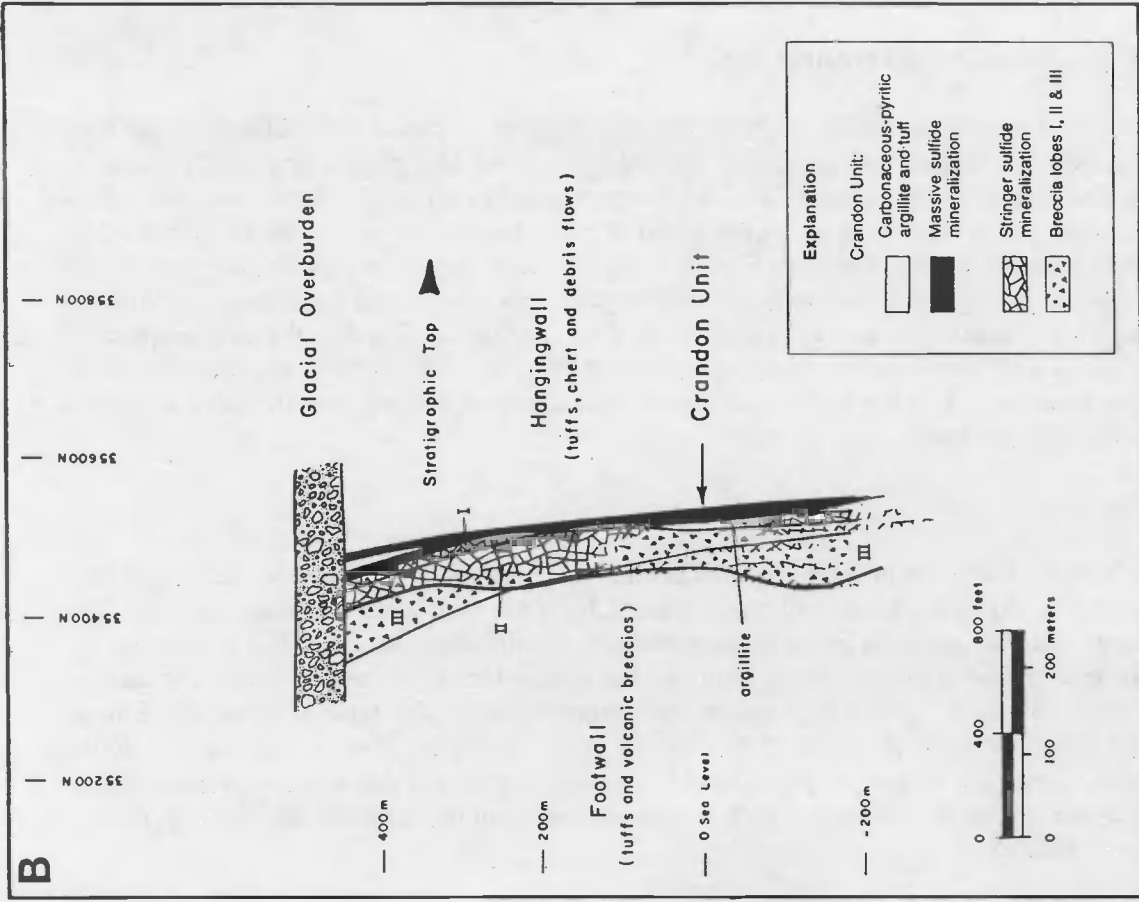 B
35200N
35400N
35600N
35800N
Glacial Overburden
Stratigrophic Top
400m
200m
0 Sea Level
-200m
Footwall
(tuffs and volcanic breccias)
Hangingwall
(tuffs, chert and debris flows)
Crandon Unit
I
II
III
III
argillite
0 400 800 feet
0 100 200 meters
Explanation
Crandon Unit:
Carbonaceous-pyritic
argillite and tuff
Massive sulfide
mineralization
Stringer sulfide
mineralization
Breccia lobes I, II & III